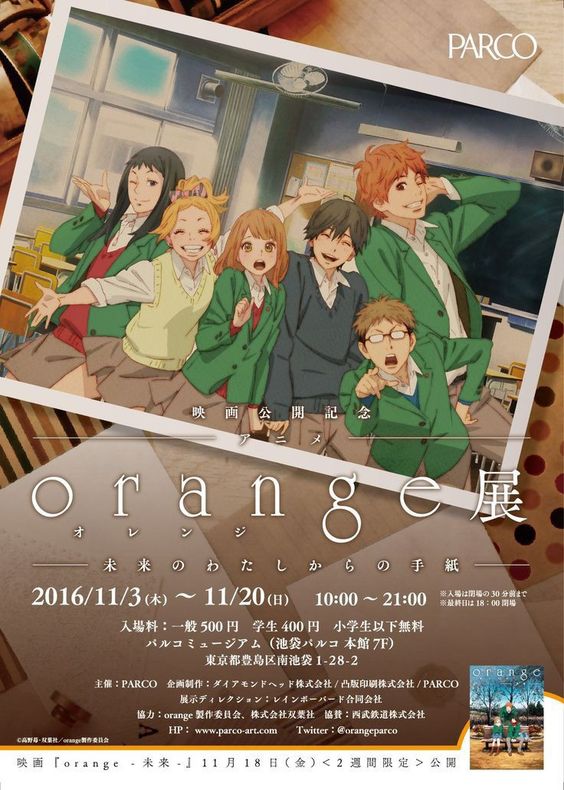 PARCO
映画公開記念
アニメ
orange展
オレンジ
未来のわたしからの手紙
2016/11/3(木) ～ 11/20(日) 10:00 ～ 21:00
※入場は閉場の30分前まで
※最終日は18：00閉場
入場料：一般500円 学生400円 小学生以下無料
パルコミュージアム（池袋パルコ 本館7F）
東京都豊島区南池袋1-28-2
主催：PARCO 企画制作：ダイアモンドヘッド株式会社/凸版印刷株式会社/PARCO
展示ディレクション：レインボーバード合同会社
協力：orange 製作委員会、株式会社双葉社 協賛：西武鉄道株式会社
HP： www.parco-art.com Twitter：@orangeparco
orange
©高野苺・双葉社／orange製作委員会
映画『orange -未来-』11月18日(金)＜2週間限定＞公開